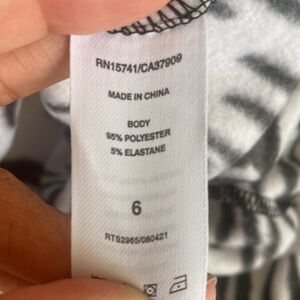 RN15741/CA37909
MADE IN CHINA
BODY
95% POLYESTER
5% ELASTANE
6
RTS2965/080421